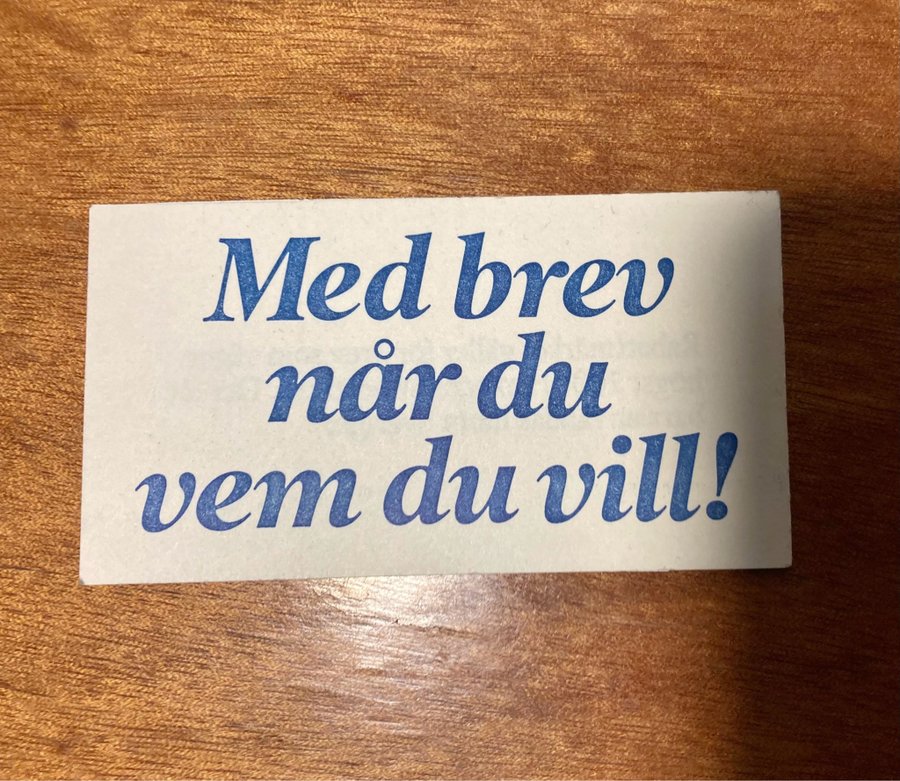 Med brev
når du
vem du vill!